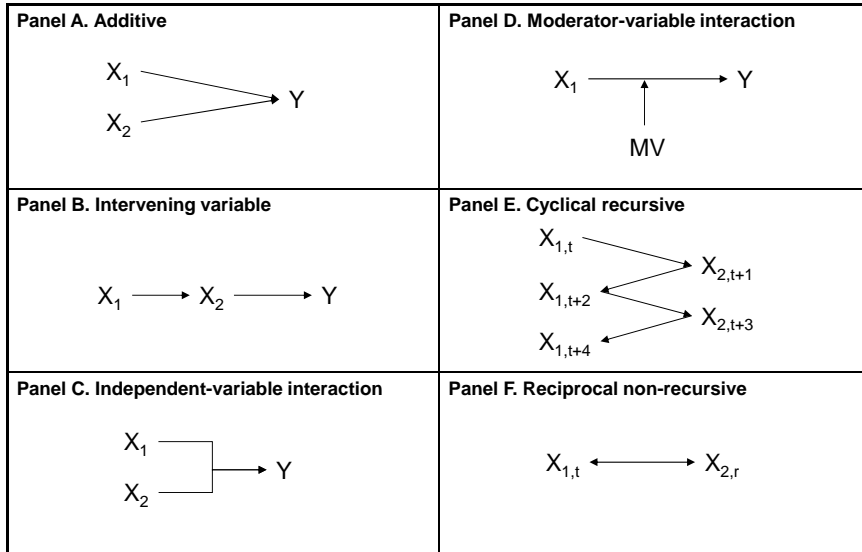 Panel A. Additive
X₁
X₂
Y
Panel B. Intervening variable
X₁ X₂ Y
Panel C. Independent-variable interaction
X₁
X₂
Y
Panel D. Moderator-variable interaction
X₁ Y
MV
Panel E. Cyclical recursive
X₁,t
X₂,t+1
X₁,t+2
X₂,t+3
X₁,t+4
Panel F. Reciprocal non-recursive
X₁,t X₂,r